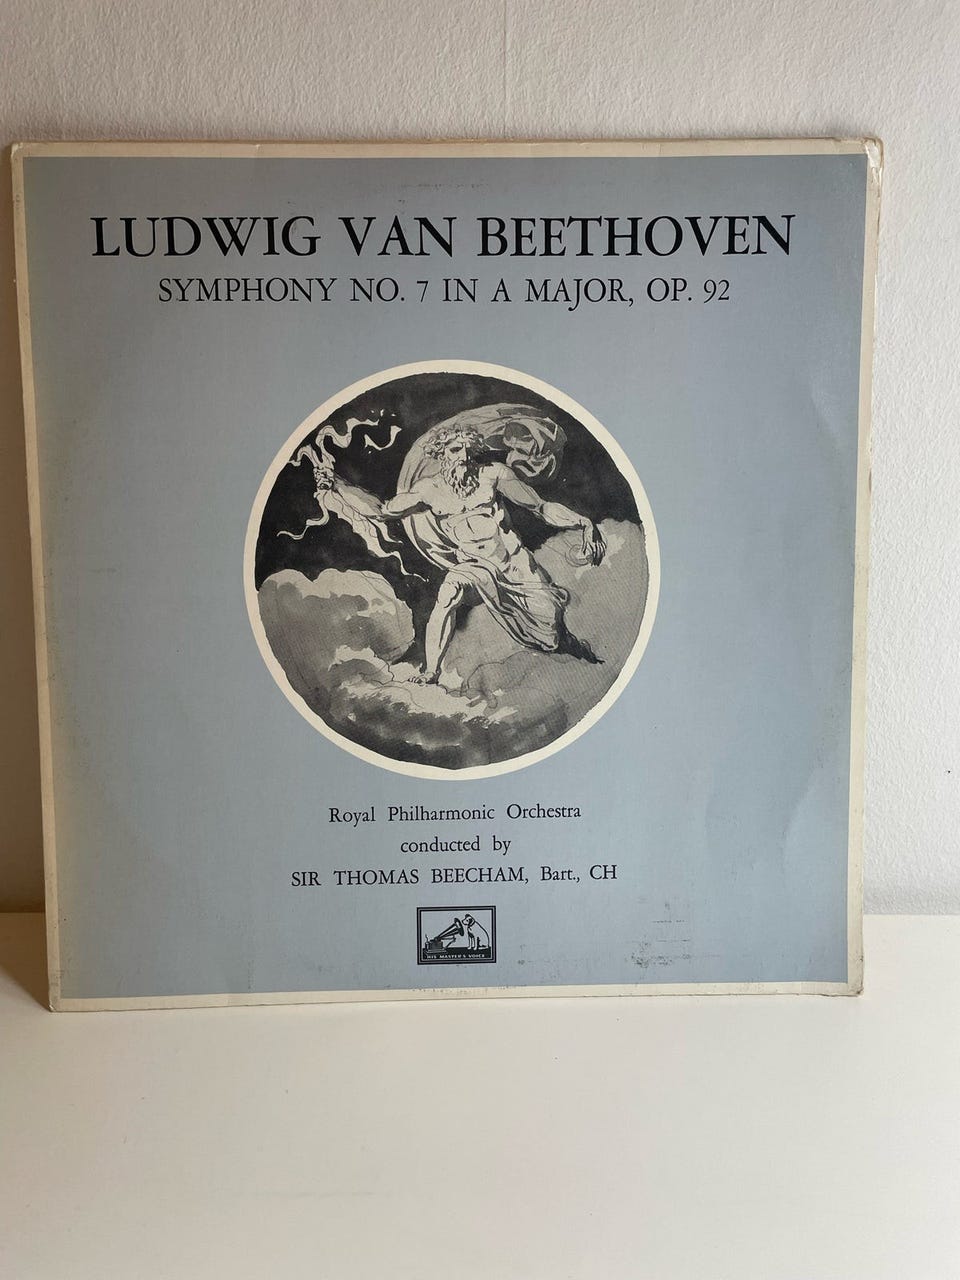 LUDWIG VAN BEETHOVEN
SYMPHONY NO. 7 IN A MAJOR, OP. 92
Royal Philharmonic Orchestra
conducted by
SIR THOMAS BEECHAM, Bart., CH
HIS MASTER'S VOICE